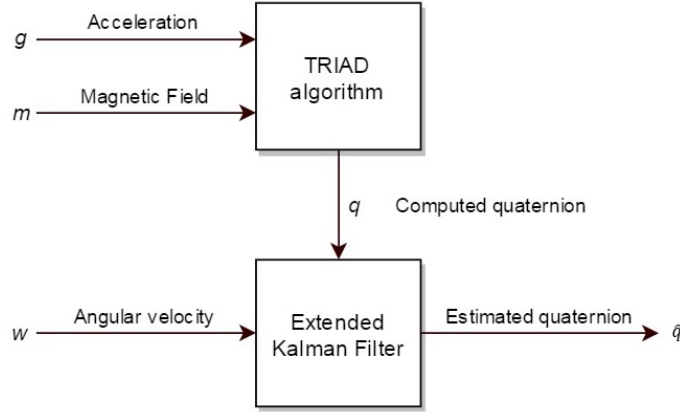 g
Acceleration
TRIAD
algorithm
m
Magnetic Field
q
Computed quaternion
w
Angular velocity
Extended
Kalman Filter
Estimated quaternion
q̂